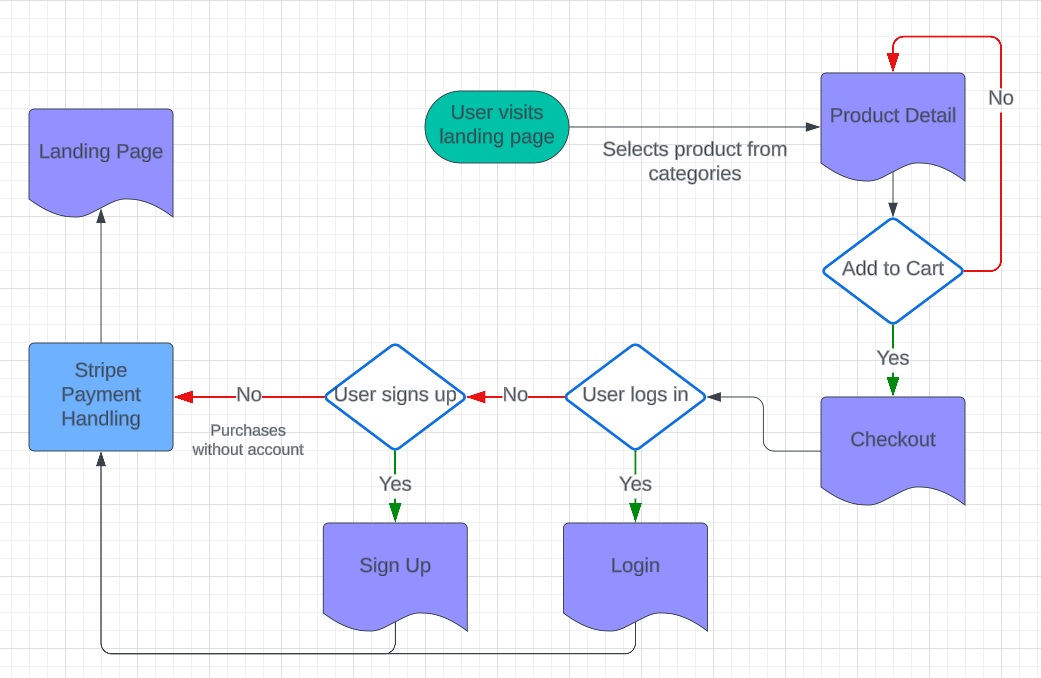 User visits
landing page
Selects product from
categories
Product Detail
No
Landing Page
Add to Cart
Yes
Stripe
Payment
Handling
No
Purchases
without account
User signs up
No
User logs in
Checkout
Yes
Yes
Sign Up
Login